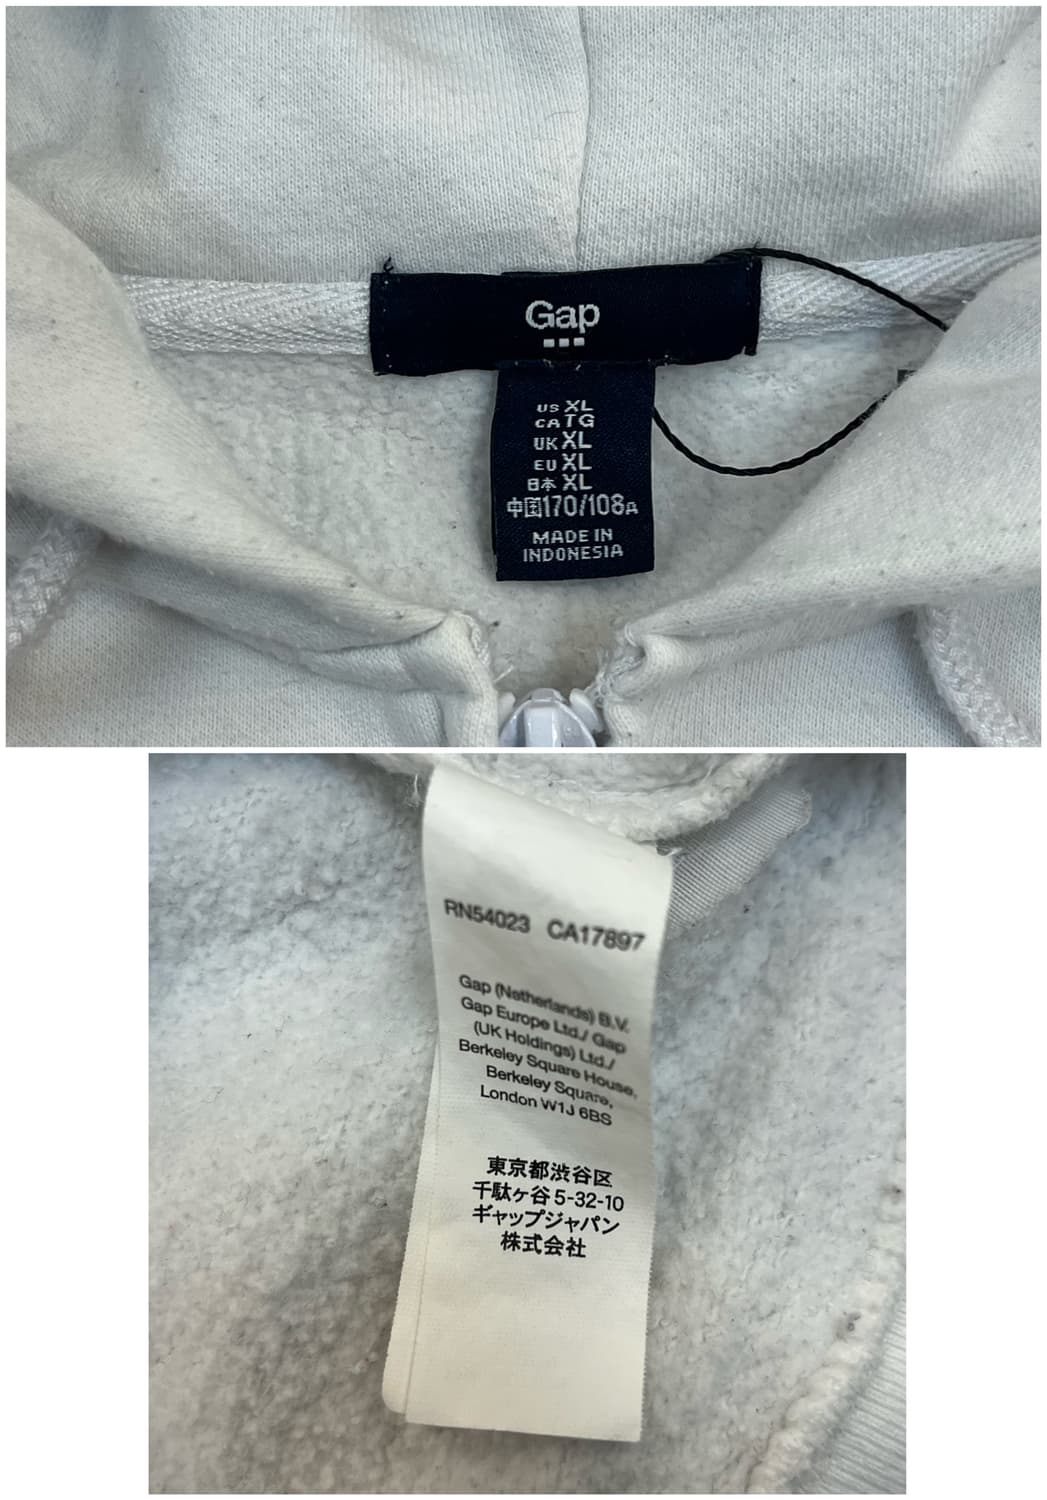 Gap
US XL
CA TG
UK XL
EU XL
日本 XL
中国170/108A
MADE IN
INDONESIA
RN54023 CA17897
Gap (Netherlands) B.V.
Gap Europe Ltd./ Gap
(UK Holdings) Ltd./
Berkeley Square House,
Berkeley Square,
London W1J 6BS
東京都渋谷区
千駄ヶ谷5-32-10
ギャップジャパン
株式会社